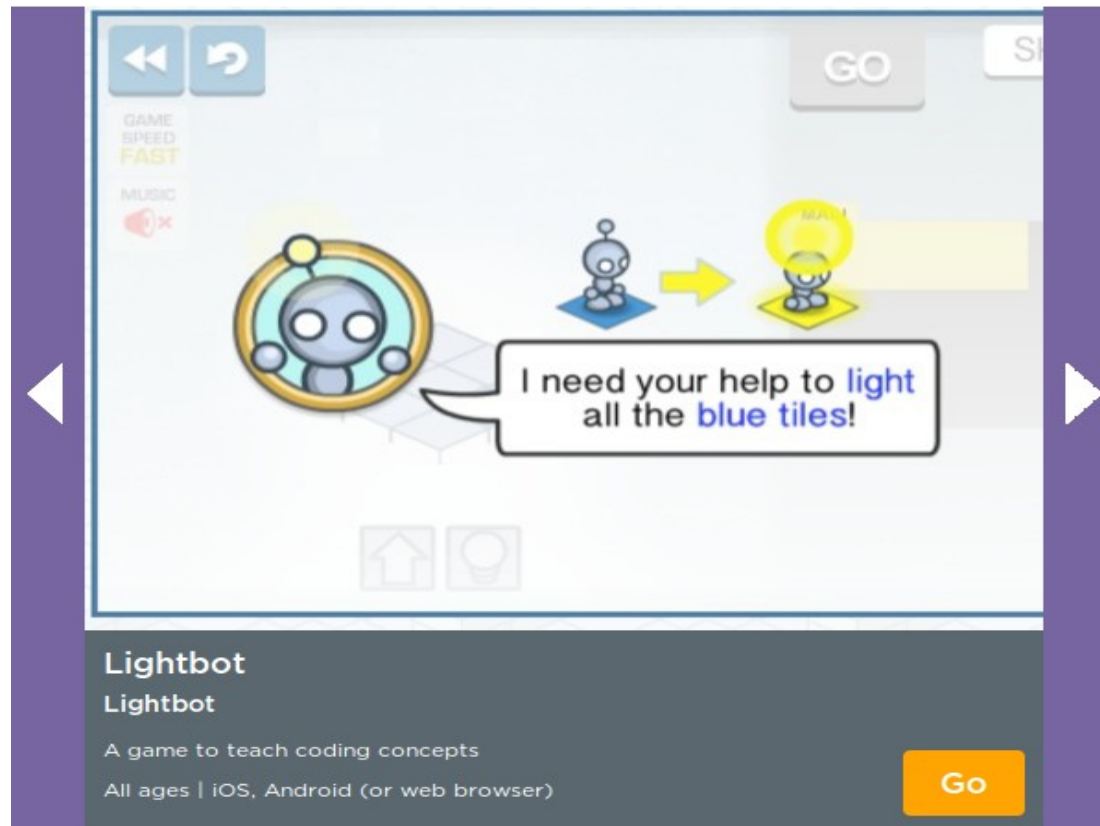 GO
GAME
SPEED
FAST
MUSIC
I need your help to light
all the blue tiles!
Lightbot
Lightbot
A game to teach coding concepts
All ages | iOS, Android (or web browser)
Go